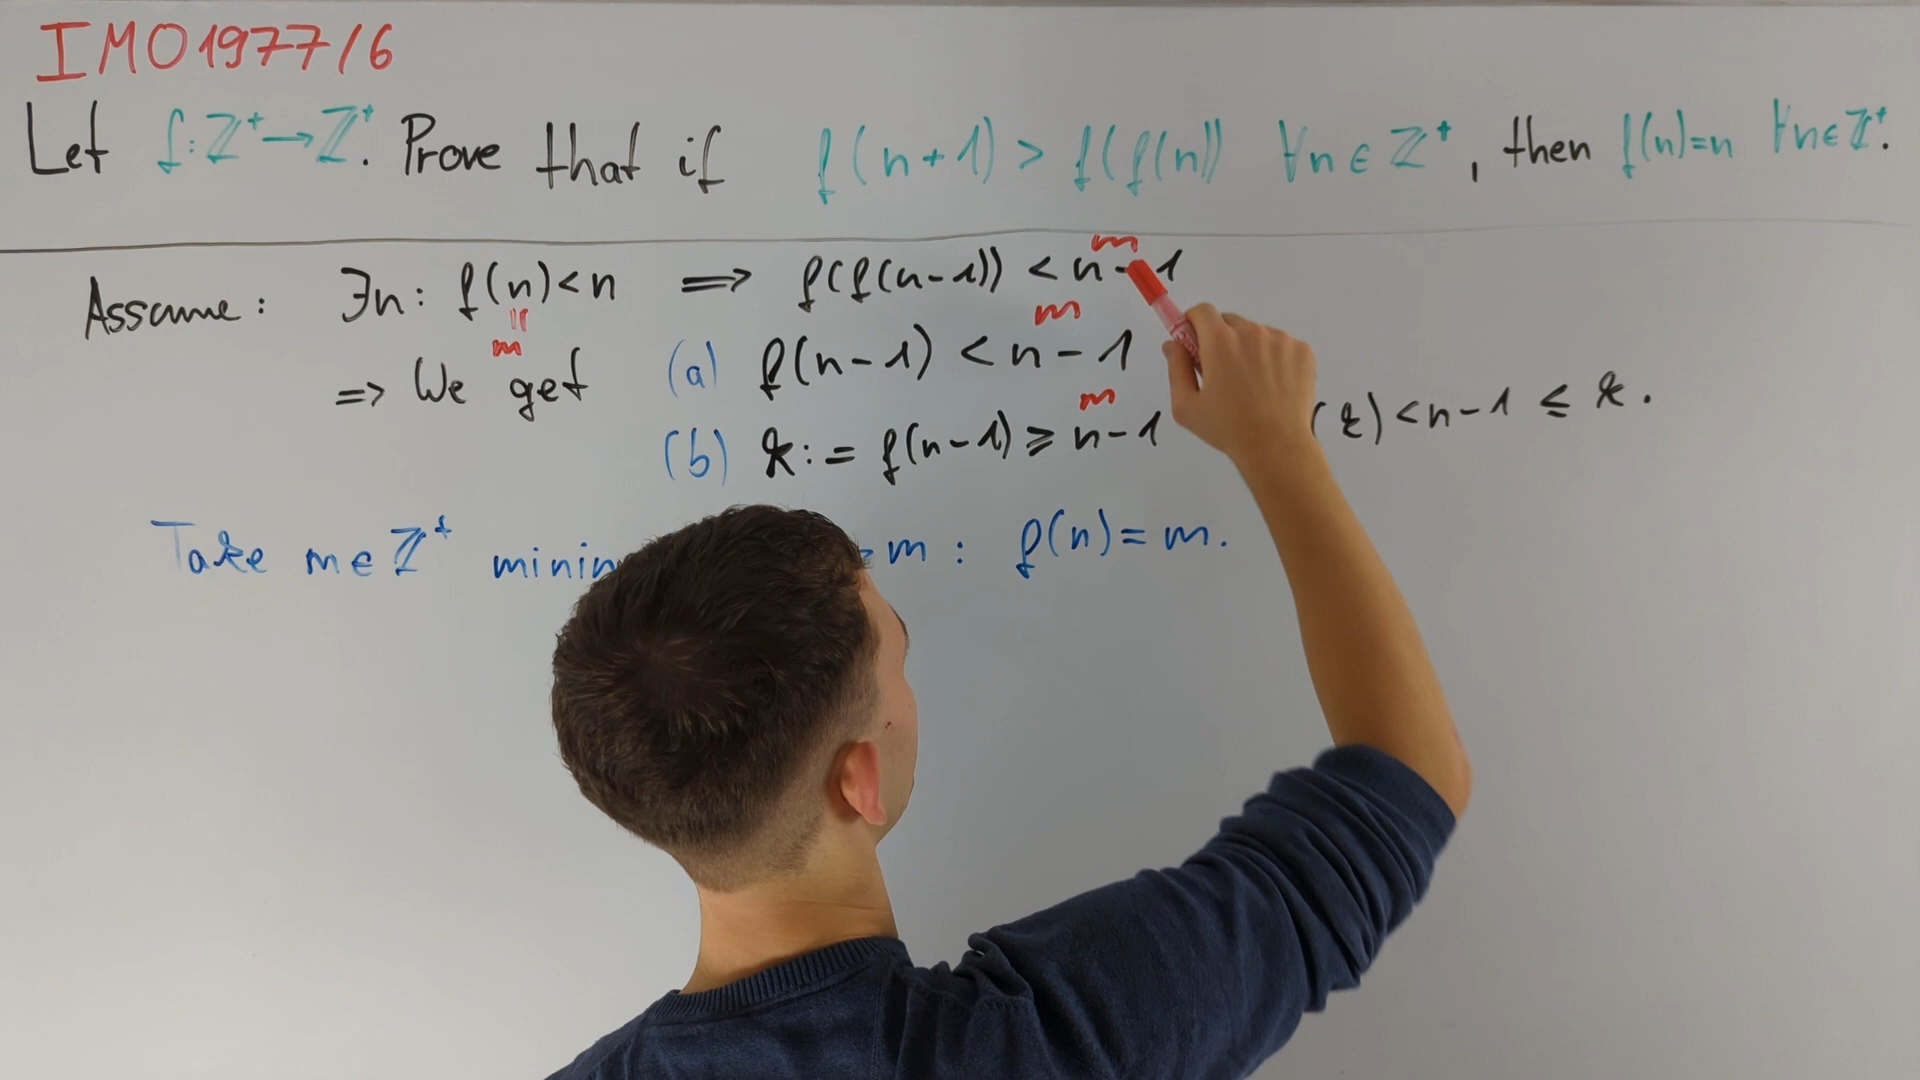 IMO 1977/6
Let f: ℤ⁺→ℤ⁺. Prove that if f(n+1) > f(f(n)) ∀n∈ℤ⁺, then f(n)=n ∀n∈ℤ⁺.
m
Assume: ∃n: f(n)<n ⟹ f(f(n-1)) < n-1
= m m
⇒ We get (a) f(n-1) < n-1
m
(b) k := f(n-1) ≥ n-1 (k) < n-1 ≤ k.
Take m∈ℤ⁺ m : f(n) = m.